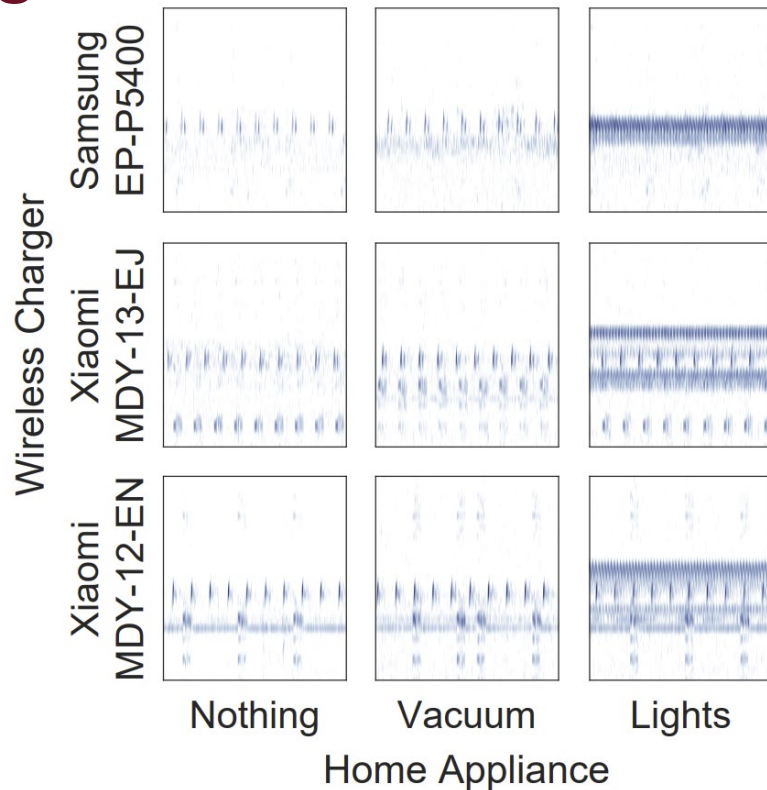 Wireless Charger
Samsung
EP-P5400
Xiaomi
MDY-13-EJ
Xiaomi
MDY-12-EN
Nothing Vacuum Lights
Home Appliance